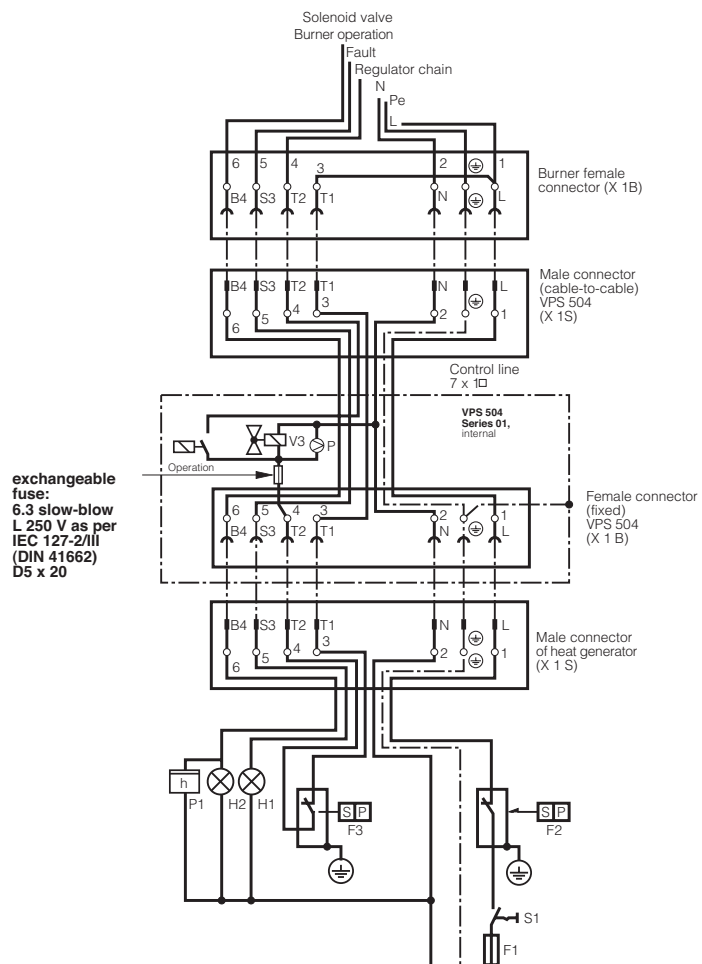 Solenoid valve
Burner operation
Fault
Regulator chain
N
Pe
L
6 5 4 3 2 1
B4 S3 T2 T1 N L
Burner female
connector (X 1B)
B4 S3 T2 T1 N L
6 5 4 3 2 1
Male connector
(cable-to-cable)
VPS 504
(X 1S)
Control line
7 x 1□
VPS 504
Series 01,
internal
V3 P
Operation
exchangeable
fuse:
6.3 slow-blow
L 250 V as per
IEC 127-2/III
(DIN 41662)
D5 x 20
6 5 4 3 2 1
B4 S3 T2 T1 N L
Female connector
(fixed)
VPS 504
(X 1 B)
B4 S3 T2 T1 N L
6 5 4 3 2 1
Male connector
of heat generator
(X 1 S)
h
P1 H2 H1
S P
F3
S P
F2
S1
F1